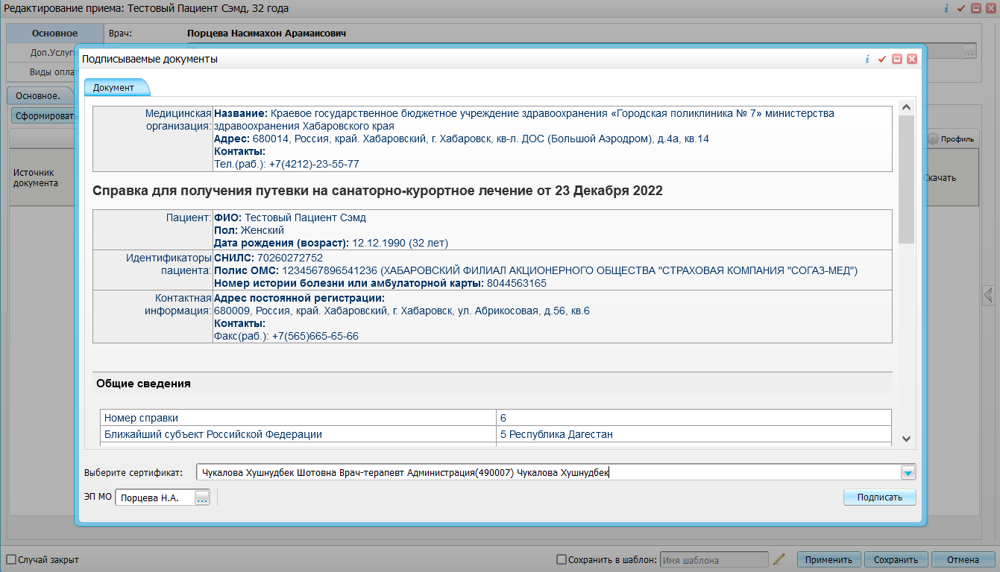 Редактирование приема: Тестовый Пациент Сэмд, 32 года
Основное
Врач: Порцева Насимахон Арамаисович
Доп.Услуг
Виды опла
Основное.
Сформировать
Профиль
Источник
документа
Скачать
Подписываемые документы
Документ
Медицинская организация: Название: Краевое государственное бюджетное учреждение здравоохранения «Городская поликлиника № 7» министерства
здравоохранения Хабаровского края
Адрес: 680014, Россия, край. Хабаровский, г. Хабаровск, кв-л. ДОС (Большой Аэродром), д.4а, кв.14
Контакты:
Тел.(раб.): +7(4212)-23-55-77
Справка для получения путевки на санаторно-курортное лечение от 23 Декабря 2022
Пациент: ФИО: Тестовый Пациент Сэмд
Пол: Женский
Дата рождения (возраст): 12.12.1990 (32 лет)
Идентификаторы пациента: СНИЛС: 70260272752
Полис ОМС: 1234567896541236 (ХАБАРОВСКИЙ ФИЛИАЛ АКЦИОНЕРНОГО ОБЩЕСТВА "СТРАХОВАЯ КОМПАНИЯ "СОГАЗ-МЕД")
Номер истории болезни или амбулаторной карты: 8044563165
Контактная информация: Адрес постоянной регистрации:
680009, Россия, край. Хабаровский, г. Хабаровск, ул. Абрикосовая, д.56, кв.6
Контакты:
Факс(раб.): +7(565)665-65-66
Общие сведения
Номер справки 6
Ближайший субъект Российской Федерации 5 Республика Дагестан
Выберите сертификат: Чукалова Хушнудбек Шотовна Врач-терапевт Администрация(490007) Чукалова Хушнудбек
ЭП МО Порцева Н.А. ... Подписать
Случай закрыт Сохранить в шаблон: Имя шаблона Применить Сохранить Отмена